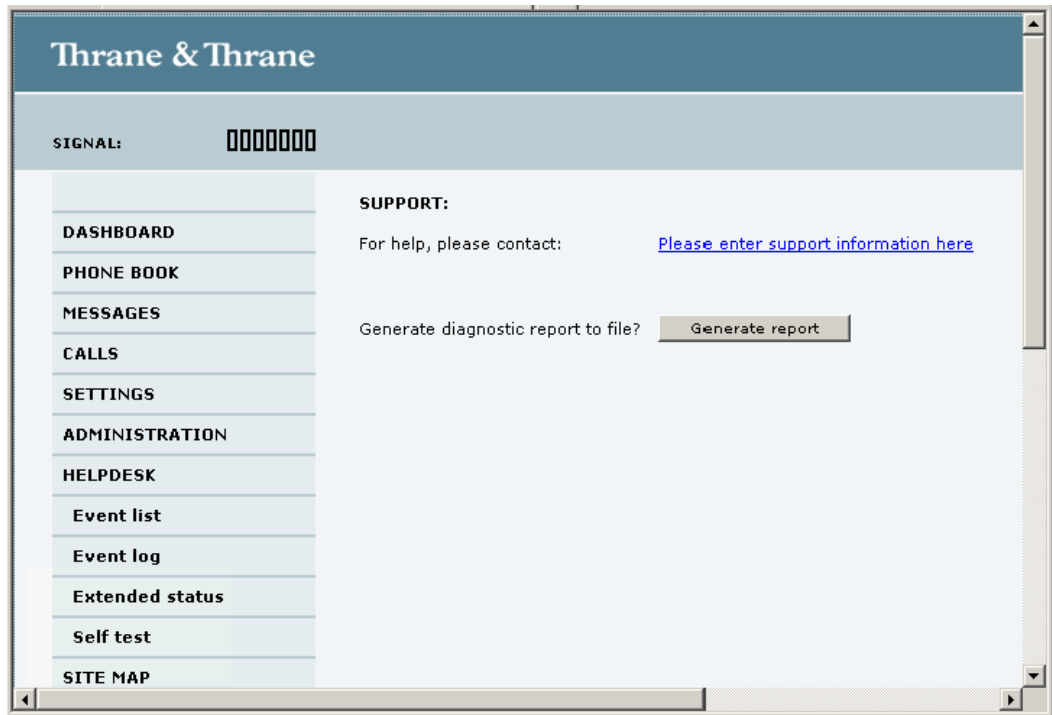 Thrane & Thrane
SIGNAL:
DASHBOARD
PHONE BOOK
MESSAGES
CALLS
SETTINGS
ADMINISTRATION
HELPDESK
Event list
Event log
Extended status
Self test
SITE MAP
SUPPORT:
For help, please contact: Please enter support information here
Generate diagnostic report to file? Generate report